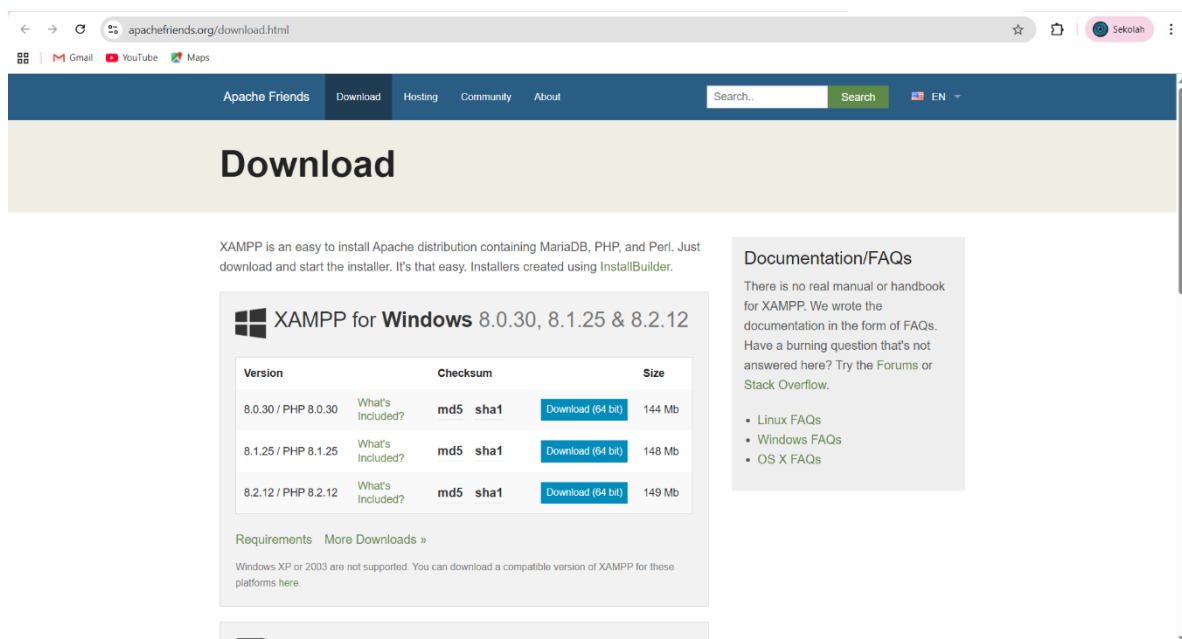 apachefriends.org/download.html
Sekolah
Gmail YouTube Maps
Apache Friends Download Hosting Community About Search.. Search EN
Download
XAMPP is an easy to install Apache distribution containing MariaDB, PHP, and Perl. Just
download and start the installer. It's that easy. Installers created using InstallBuilder.
XAMPP for Windows 8.0.30, 8.1.25 & 8.2.12
Version Checksum Size
8.0.30 / PHP 8.0.30 What's Included? md5 sha1 Download (64 bit) 144 Mb
8.1.25 / PHP 8.1.25 What's Included? md5 sha1 Download (64 bit) 148 Mb
8.2.12 / PHP 8.2.12 What's Included? md5 sha1 Download (64 bit) 149 Mb
Requirements More Downloads »
Windows XP or 2003 are not supported. You can download a compatible version of XAMPP for these
platforms here.
Documentation/FAQs
There is no real manual or handbook
for XAMPP. We wrote the
documentation in the form of FAQs.
Have a burning question that's not
answered here? Try the Forums or
Stack Overflow.
• Linux FAQs
• Windows FAQs
• OS X FAQs